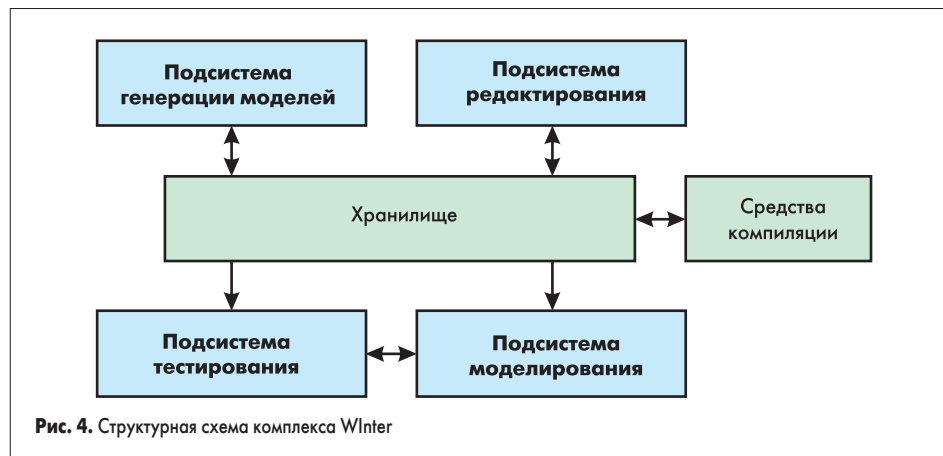 Подсистема
генерации моделей
Подсистема
редактирования
Хранилище
Средства
компиляции
Подсистема
тестирования
Подсистема
моделирования
Рис. 4. Структурная схема комплекса WInter